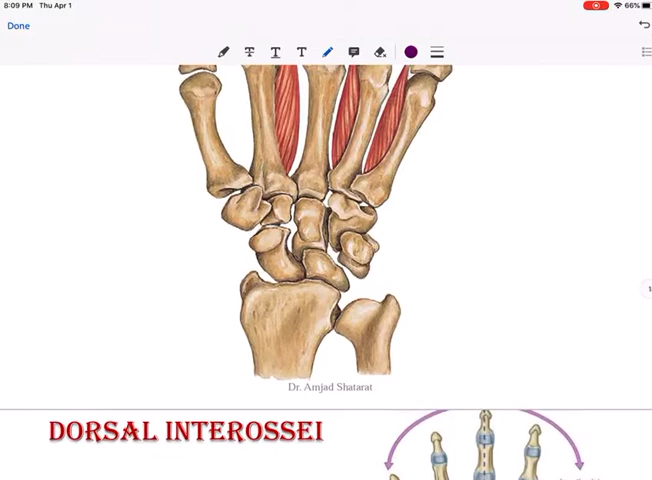 8:09 PM Thu Apr 1
66%
Done
T T T
Dr. Amjad Shatarat
DORSAL INTEROSSEI